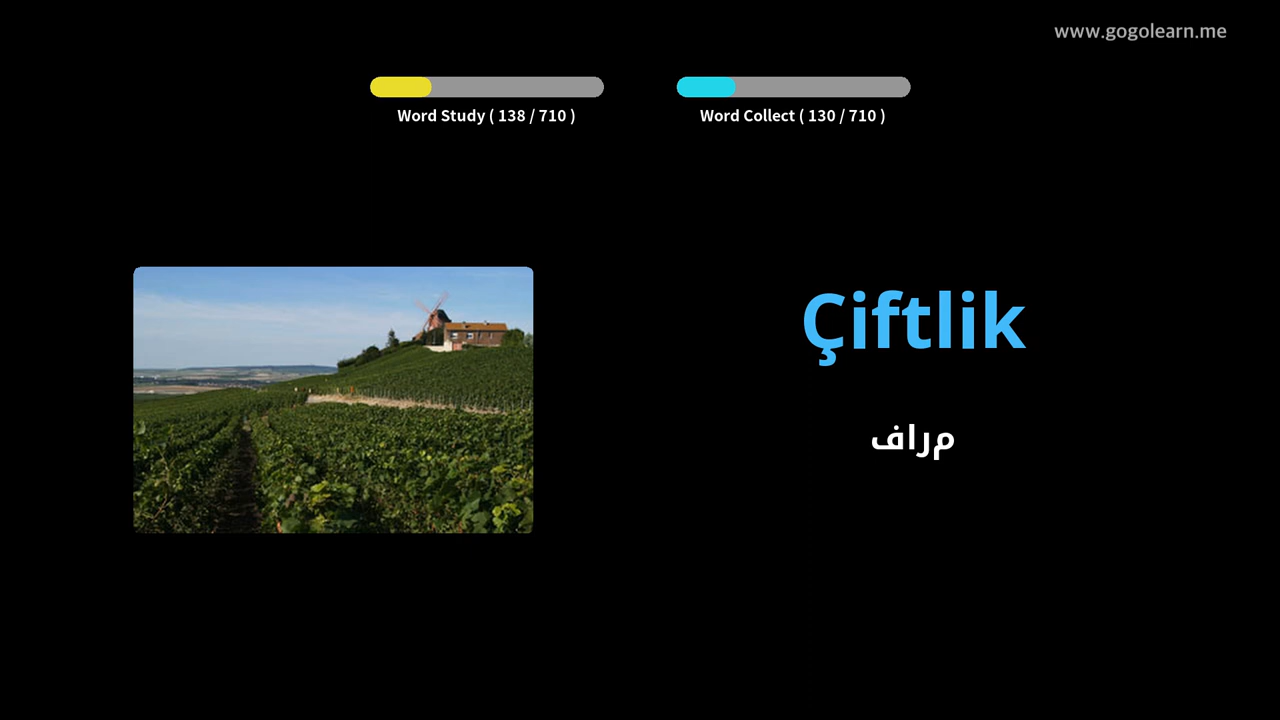 www.gogolearn.me
Word Study ( 138 / 710 )
Word Collect ( 130 / 710 )
Çiftlik
مراف